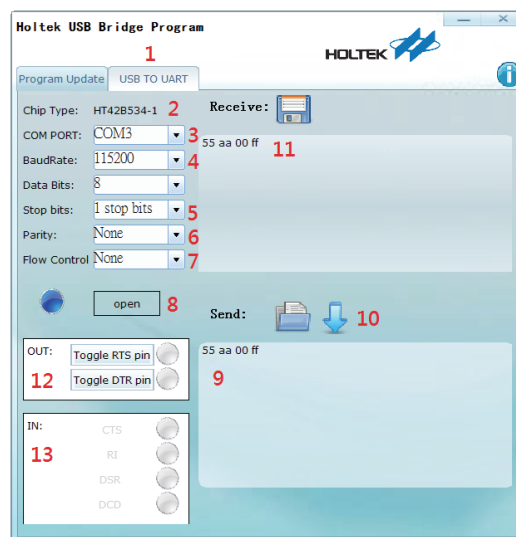 Holtek USB Bridge Program
HOLTEK
1
Program Update
USB TO UART
Chip Type: HT42B534-1 2
COM PORT: COM3 3
BaudRate: 115200 4
Data Bits: 8
Stop bits: 1 stop bits 5
Parity: None 6
Flow Control None 7
open 8
Receive:
55 aa 00 ff
11
Send:
10
55 aa 00 ff
9
OUT:
Toggle RTS pin
Toggle DTR pin
12
IN:
13
CTS
RI
DSR
DCD